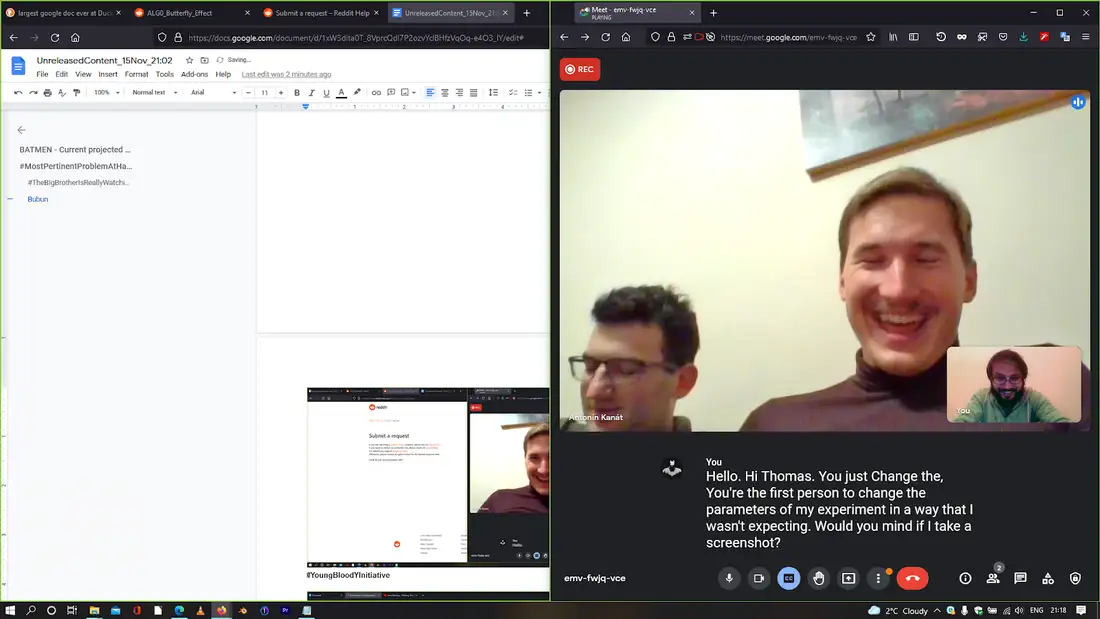 largest google doc ever at Duc
ALG0_Butterfly_Effect
Submit a request – Reddit Help
UnreleasedContent_15Nov_21:
Meet - emv-fwjq-vce
PLAYING
https://meet.google.com/emv-fwjq-vce
UnreleasedContent_15Nov_21:02
Saving...
File Edit View Insert Format Tools Add-ons Help Last edit was 2 minutes ago
100% Normal text Arial 11 B I U A
BATMEN - Current projected ...
#MostPertinentProblemAtHa...
#TheBigBrotherIsReallyWatchi...
Bubun
reddit
Submit a request
#YoungBloodYInitiative
REC
Antonín Kanát
You
You
Hello. Hi Thomas. You just Change the,
You're the first person to change the
parameters of my experiment in a way that I
wasn't expecting. Would you mind if I take a
screenshot?
emv-fwjq-vce
CC
2
2°C Cloudy
ENG
21:18